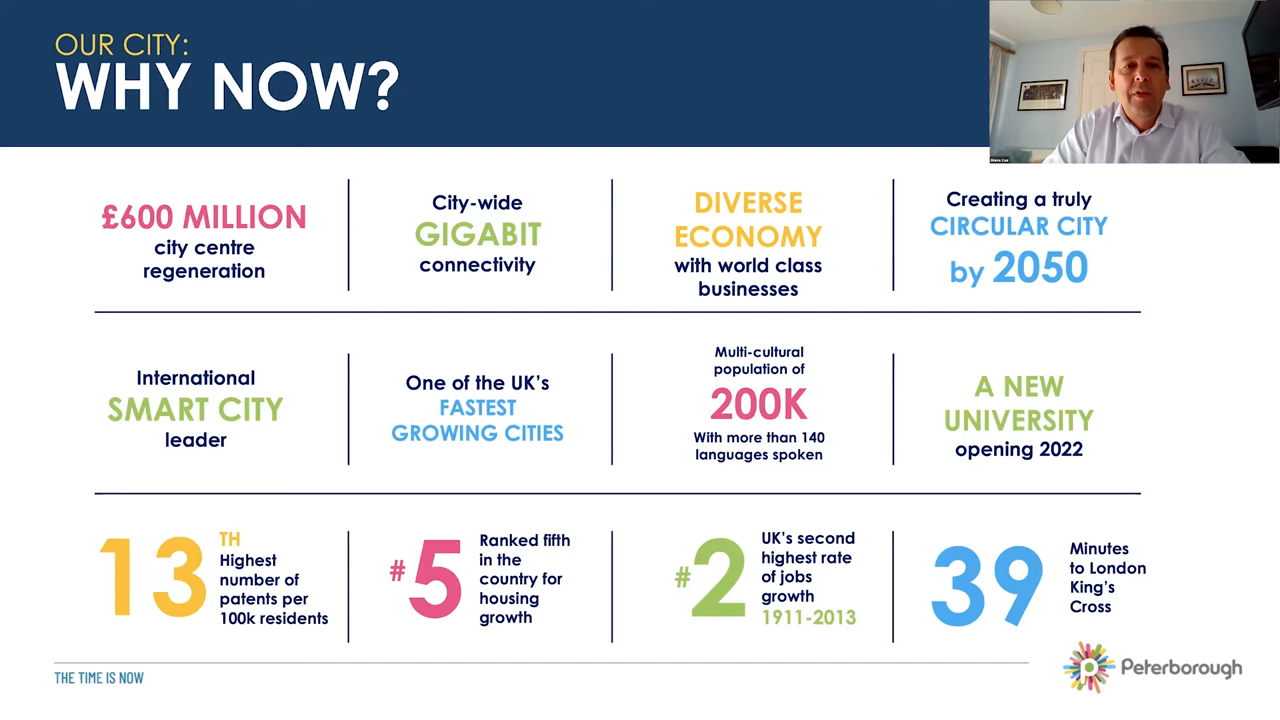 OUR CITY:
WHY NOW?
Steve Cox
£600 MILLION
city centre
regeneration
City-wide
GIGABIT
connectivity
DIVERSE
ECONOMY
with world class
businesses
Creating a truly
CIRCULAR CITY
by 2050
International
SMART CITY
leader
One of the UK's
FASTEST
GROWING CITIES
Multi-cultural
population of
200K
With more than 140
languages spoken
A NEW
UNIVERSITY
opening 2022
13 TH
Highest
number of
patents per
100k residents
#5
Ranked fifth
in the
country for
housing
growth
#2
UK's second
highest rate
of jobs
growth
1911-2013
39
Minutes
to London
King's
Cross
THE TIME IS NOW
Peterborough